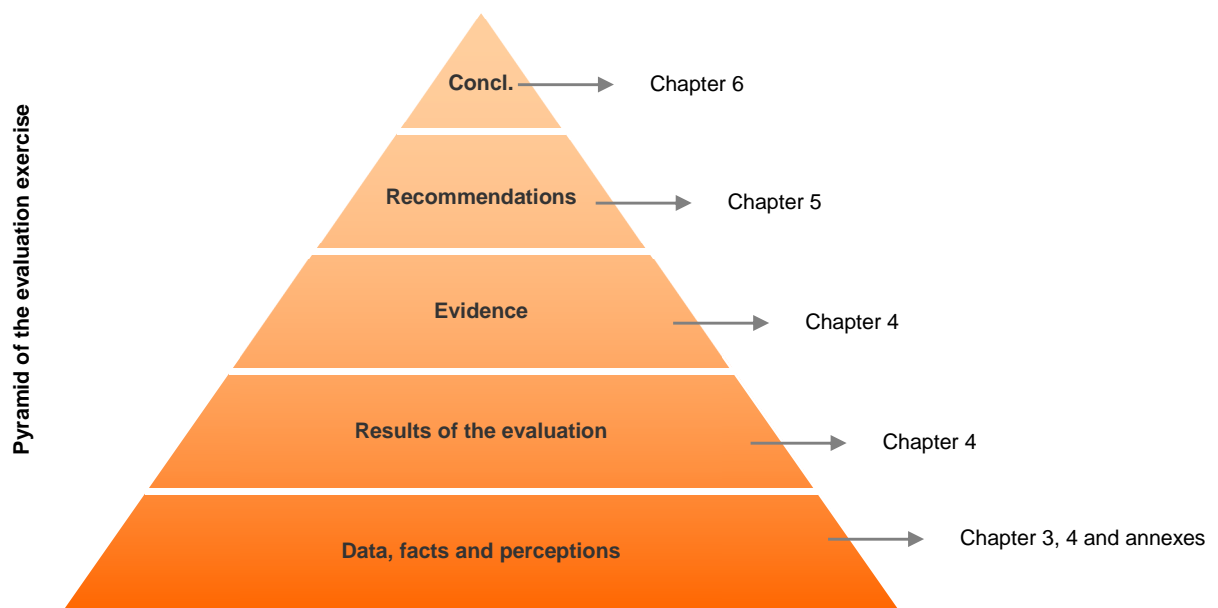 Pyramid of the evaluation exercise
Concl.
Chapter 6
Recommendations
Chapter 5
Evidence
Chapter 4
Results of the evaluation
Chapter 4
Data, facts and perceptions
Chapter 3, 4 and annexes